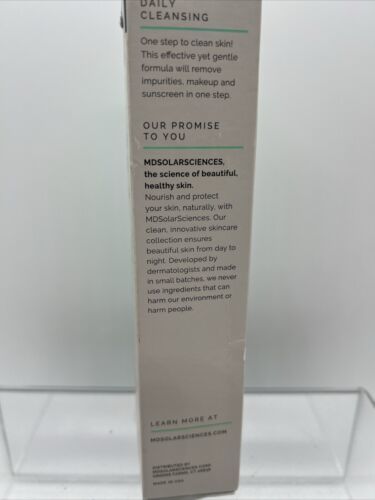 DAILY
CLEANSING
One step to clean skin!
This effective yet gentle
formula will remove
impurities, makeup and
sunscreen in one step.
OUR PROMISE
TO YOU
MDSOLARSCIENCES,
the science of beautiful,
healthy skin.
Nourish and protect
your skin, naturally, with
MDSolarSciences. Our
clean, innovative skincare
collection ensures
beautiful skin from day to
night. Developed by
dermatologists and made
in small batches, we never
use ingredients that can
harm our environment or
harm people.
LEARN MORE AT
MDSOLARSCIENCES.COM
DISTRIBUTED BY
MDSOLARSCIENCES CORP.
MADE IN USA